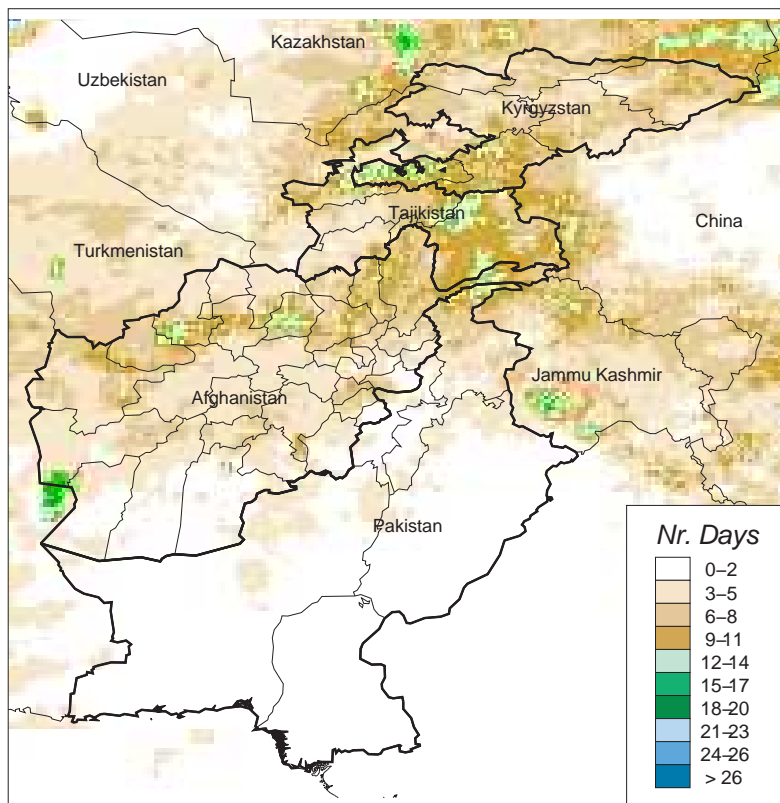 Kazakhstan
Uzbekistan
Kyrgyzstan
Tajikistan
China
Turkmenistan
Jammu Kashmir
Afghanistan
Pakistan
Nr. Days
0–2
3–5
6–8
9–11
12–14
15–17
18–20
21–23
24–26
> 26